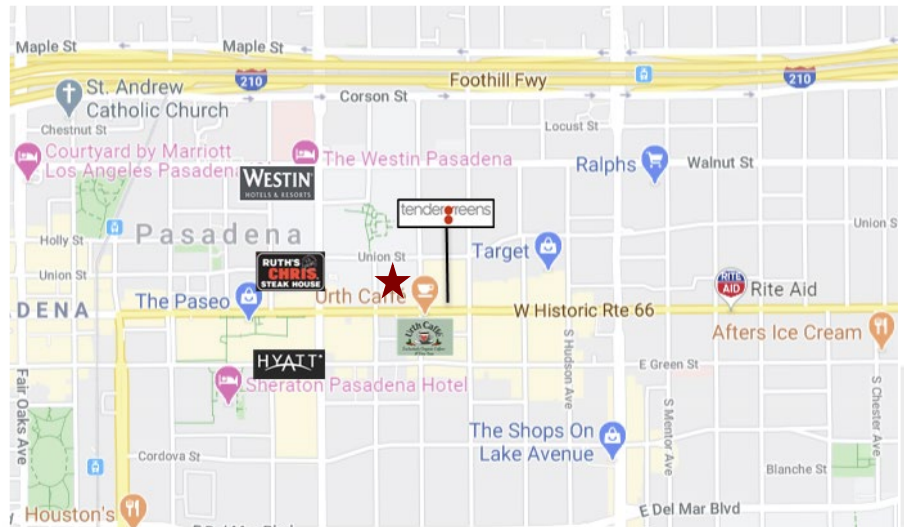 Maple St
Maple St
210
Foothill Fwy
210
St. Andrew
Catholic Church
Corson St
Chestnut St
Locust St
Courtyard by Marriott
Los Angeles Pasadena
The Westin Pasadena
Ralphs
Walnut St
WESTIN
HOTELS & RESORTS
tender greens
Union S
Pasadena
Holly St
Union St
Target
RUTH'S
CHRIS
STEAK HOUSE
Union St
RITE
AID
Rite Aid
The Paseo
Urth Caffé
DENA
W Historic Rte 66
Afters Ice Cream
Urth Caffé
HYATT
E Green St
S Hudson Ave
Sheraton Pasadena Hotel
Fair Oaks Ave
S Mentor Ave
S Chester Ave
The Shops On
Lake Avenue
Cordova St
Blanche St
Houston's
E Del Mar Blvd